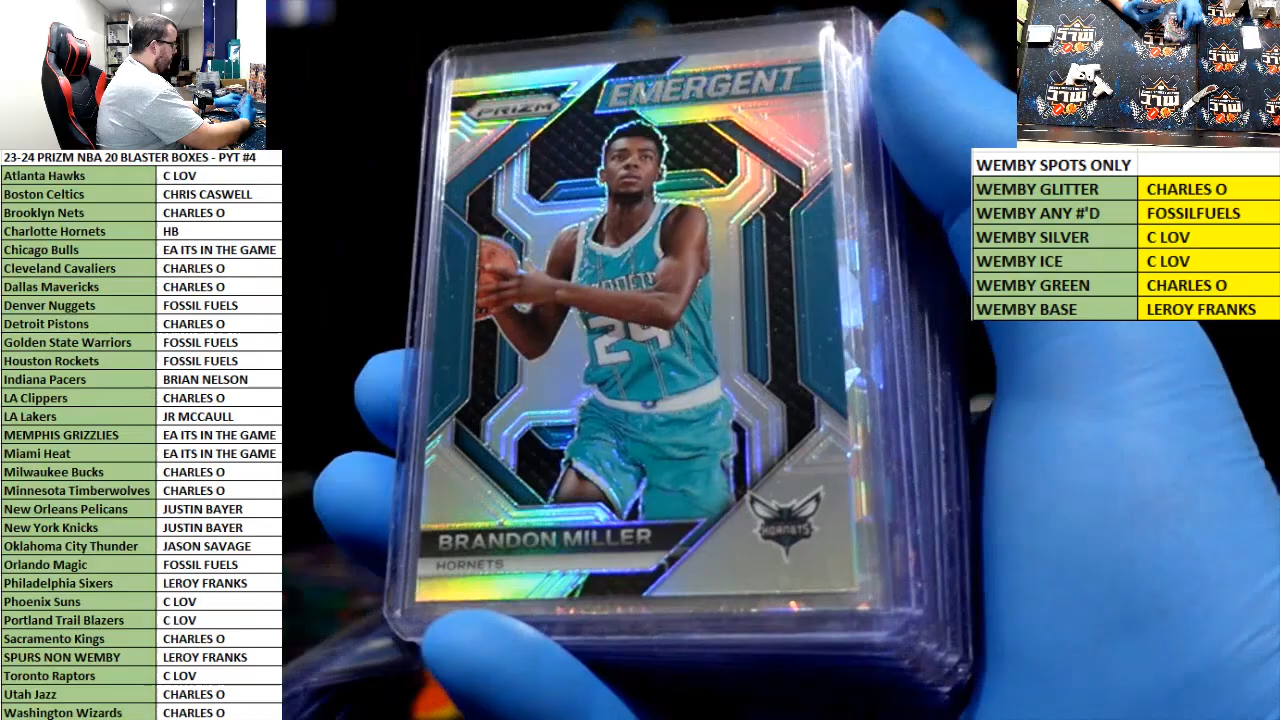 23-24 PRIZM NBA 20 BLASTER BOXES - PYT #4
Atlanta Hawks C LOV
Boston Celtics CHRIS CASWELL
Brooklyn Nets CHARLES O
Charlotte Hornets HB
Chicago Bulls EA ITS IN THE GAME
Cleveland Cavaliers CHARLES O
Dallas Mavericks CHARLES O
Denver Nuggets FOSSIL FUELS
Detroit Pistons CHARLES O
Golden State Warriors FOSSIL FUELS
Houston Rockets FOSSIL FUELS
Indiana Pacers BRIAN NELSON
LA Clippers CHARLES O
LA Lakers JR MCCAULL
MEMPHIS GRIZZLIES EA ITS IN THE GAME
Miami Heat EA ITS IN THE GAME
Milwaukee Bucks CHARLES O
Minnesota Timberwolves CHARLES O
New Orleans Pelicans JUSTIN BAYER
New York Knicks JUSTIN BAYER
Oklahoma City Thunder JASON SAVAGE
Orlando Magic FOSSIL FUELS
Philadelphia Sixers LEROY FRANKS
Phoenix Suns C LOV
Portland Trail Blazers C LOV
Sacramento Kings CHARLES O
SPURS NON WEMBY LEROY FRANKS
Toronto Raptors C LOV
Utah Jazz CHARLES O
Washington Wizards CHARLES O
PRIZM
EMERGENT
24
BRANDON MILLER
HORNETS
HORNETS
WEMBY SPOTS ONLY
WEMBY GLITTER CHARLES O
WEMBY ANY #'D FOSSILFUELS
WEMBY SILVER C LOV
WEMBY ICE C LOV
WEMBY GREEN CHARLES O
WEMBY BASE LEROY FRANKS